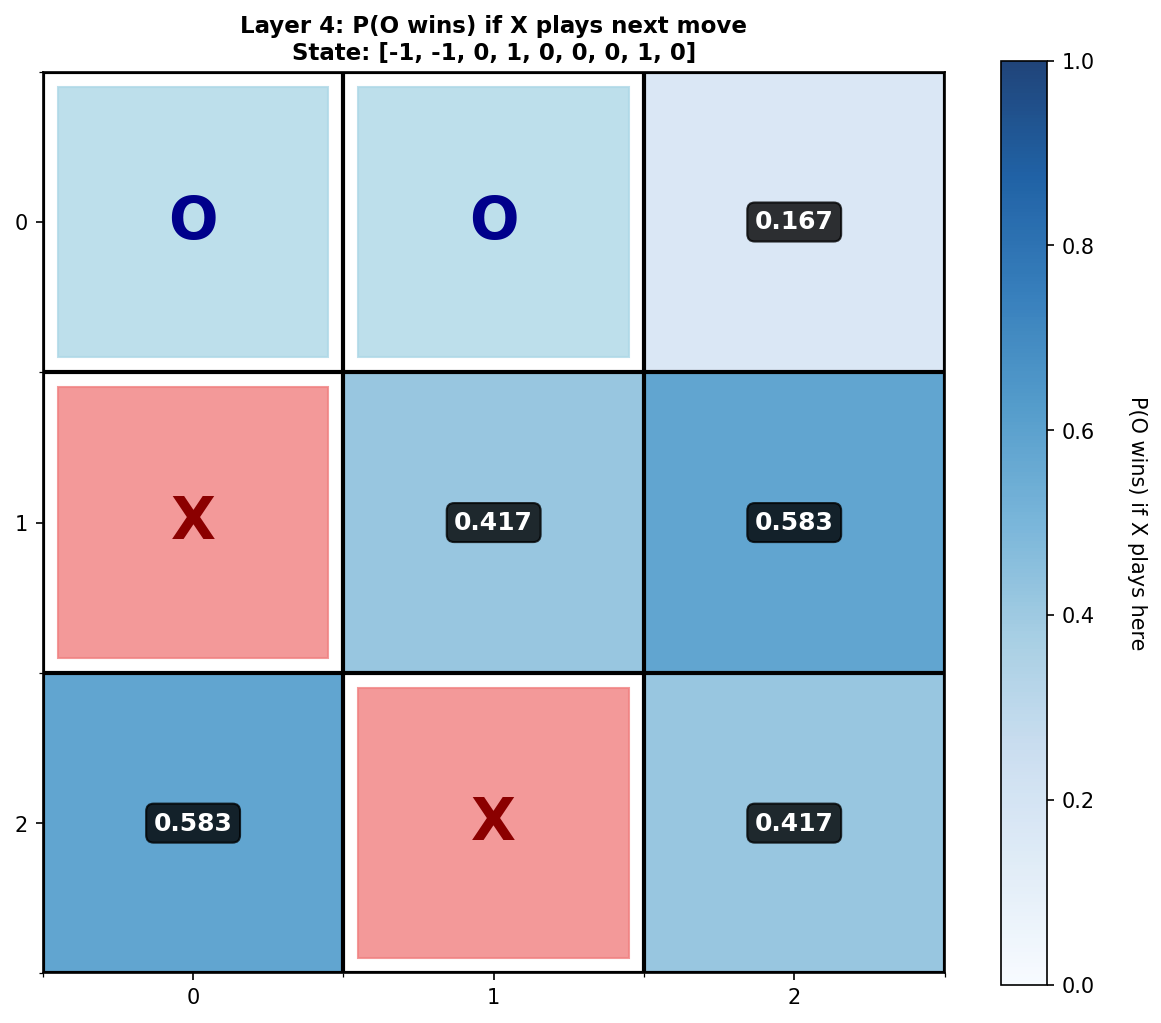 Layer 4: P(O wins) if X plays next move
State: [-1, -1, 0, 1, 0, 0, 0, 1, 0]
0
O
O
0.167
1
X
0.417
0.583
2
0.583
X
0.417
0
1
2
1.0
0.8
0.6
0.4
0.2
0.0
P(O wins) if X plays here